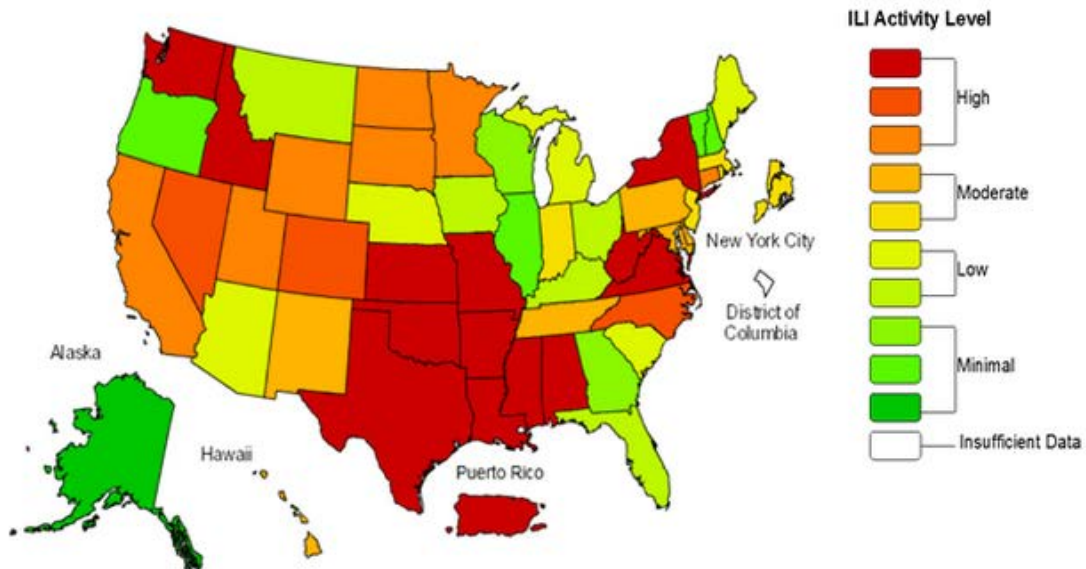 ILI Activity Level
High
Moderate
Low
Minimal
Insufficient Data
New York City
District of
Columbia
Alaska
Hawaii
Puerto Rico